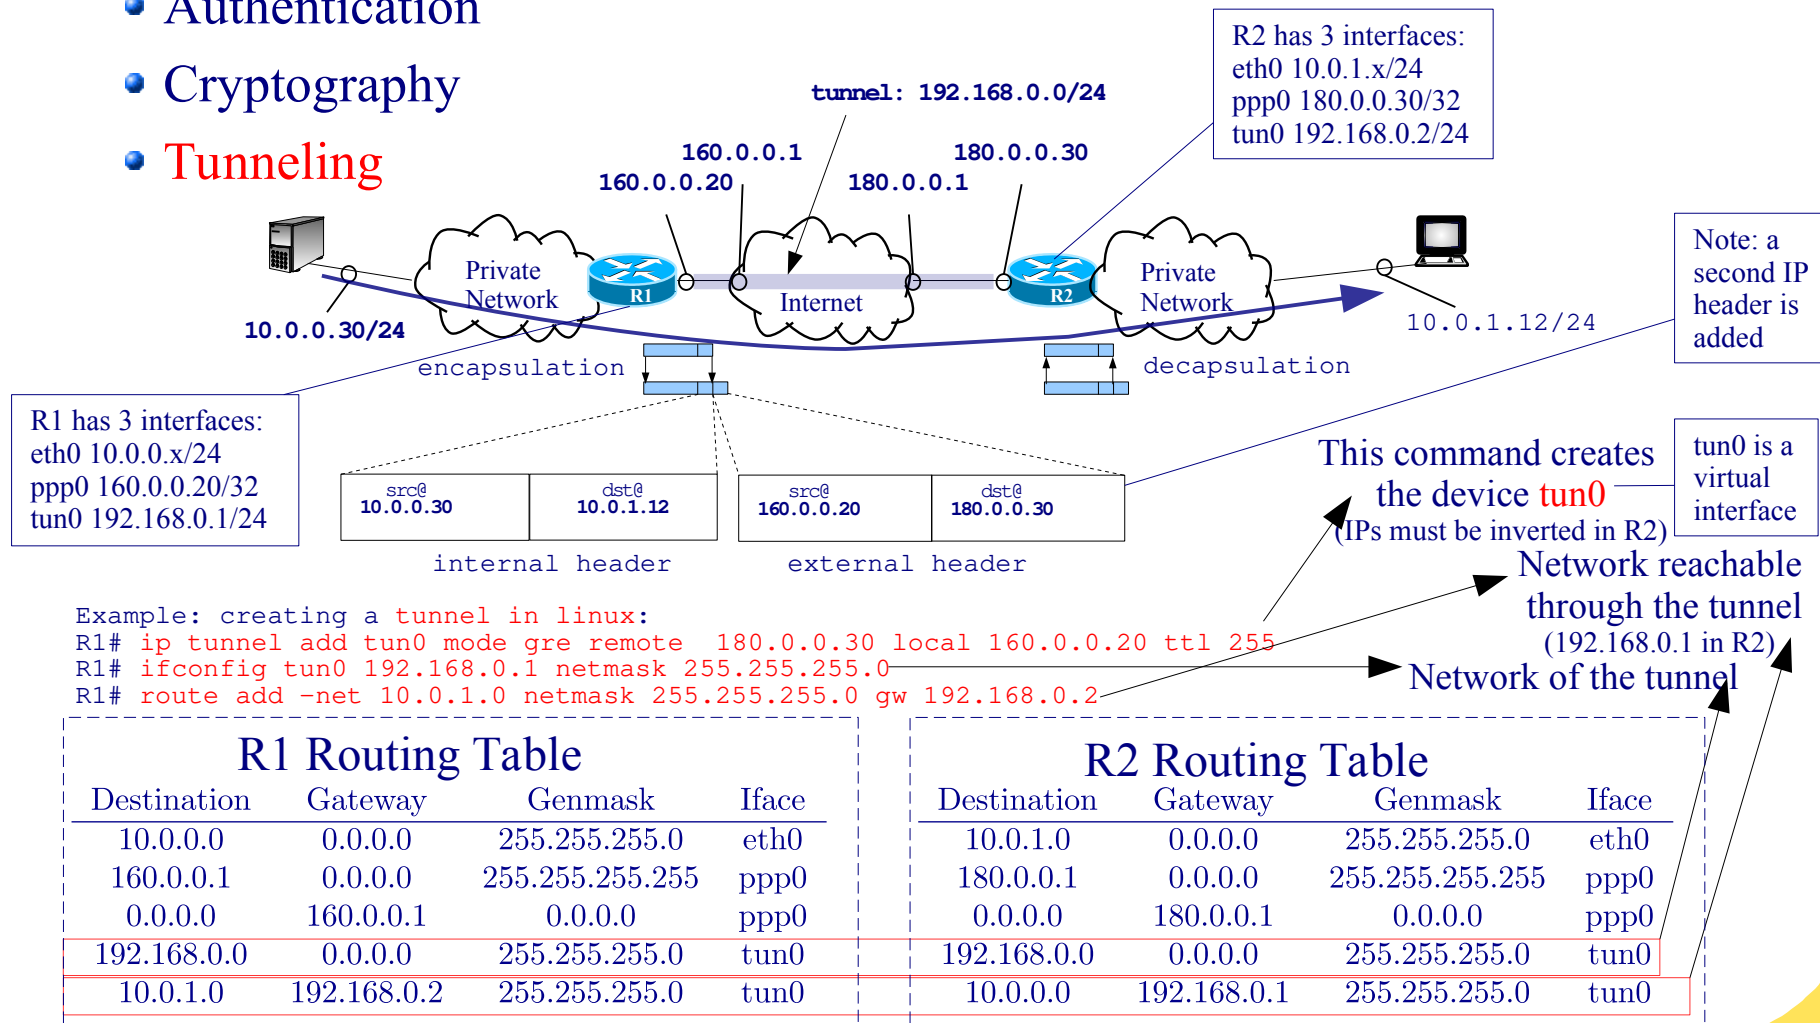 Authentication
Cryptography
Tunneling
tunnel: 192.168.0.0/24
160.0.0.1
180.0.0.30
160.0.0.20
180.0.0.1
R2 has 3 interfaces:
eth0 10.0.1.x/24
ppp0 180.0.0.30/32
tun0 192.168.0.2/24
Private
Network
R1
Internet
R2
Private
Network
10.0.0.30/24
10.0.1.12/24
Note: a
second IP
header is
added
encapsulation
decapsulation
R1 has 3 interfaces:
eth0 10.0.0.x/24
ppp0 160.0.0.20/32
tun0 192.168.0.1/24
src@ dst@
10.0.0.30 10.0.1.12
src@ dst@
160.0.0.20 180.0.0.30
internal header
external header
This command creates
the device tun0
(IPs must be inverted in R2)
tun0 is a
virtual
interface
Network reachable
through the tunnel
(192.168.0.1 in R2)
Network of the tunnel
Example: creating a tunnel in linux:
R1# ip tunnel add tun0 mode gre remote 180.0.0.30 local 160.0.0.20 ttl 255
R1# ifconfig tun0 192.168.0.1 netmask 255.255.255.0
R1# route add -net 10.0.1.0 netmask 255.255.255.0 gw 192.168.0.2
R1 Routing Table
Destination Gateway Genmask Iface
10.0.0.0 0.0.0.0 255.255.255.0 eth0
160.0.0.1 0.0.0.0 255.255.255.255 ppp0
0.0.0.0 160.0.0.1 0.0.0.0 ppp0
192.168.0.0 0.0.0.0 255.255.255.0 tun0
10.0.1.0 192.168.0.2 255.255.255.0 tun0
R2 Routing Table
Destination Gateway Genmask Iface
10.0.1.0 0.0.0.0 255.255.255.0 eth0
180.0.0.1 0.0.0.0 255.255.255.255 ppp0
0.0.0.0 180.0.0.1 0.0.0.0 ppp0
192.168.0.0 0.0.0.0 255.255.255.0 tun0
10.0.0.0 192.168.0.1 255.255.255.0 tun0